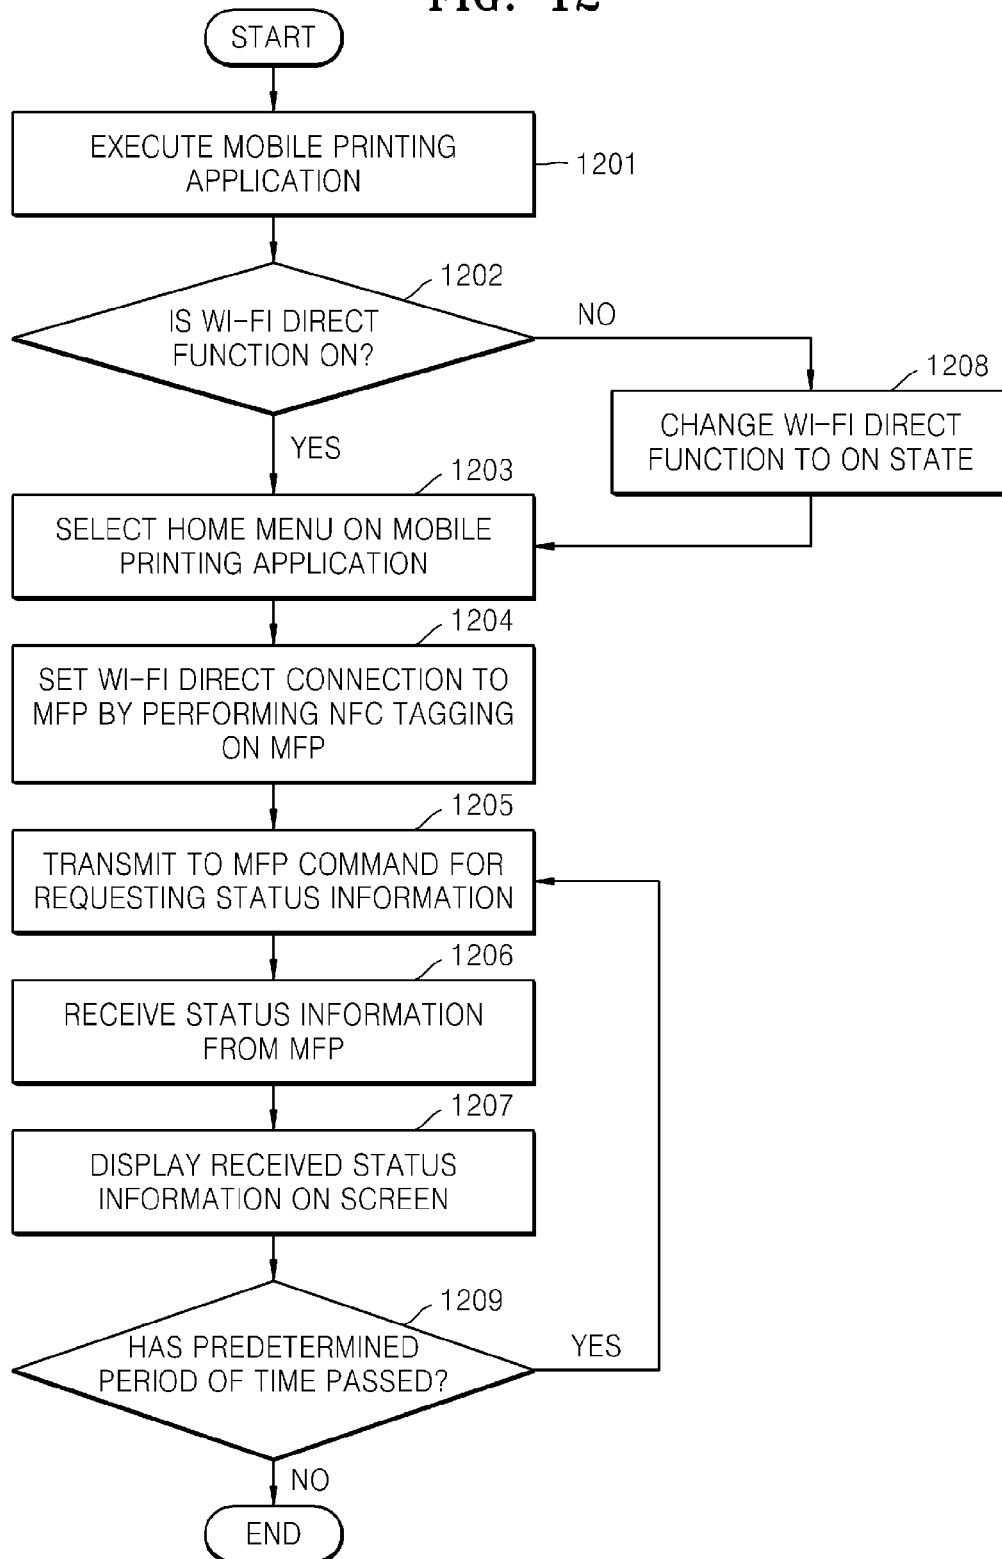 FIG. 12
START
EXECUTE MOBILE PRINTING
APPLICATION
1201
1202
IS WI-FI DIRECT
FUNCTION ON?
NO
YES
1208
CHANGE WI-FI DIRECT
FUNCTION TO ON STATE
1203
SELECT HOME MENU ON MOBILE
PRINTING APPLICATION
1204
SET WI-FI DIRECT CONNECTION TO
MFP BY PERFORMING NFC TAGGING
ON MFP
1205
TRANSMIT TO MFP COMMAND FOR
REQUESTING STATUS INFORMATION
1206
RECEIVE STATUS INFORMATION
FROM MFP
1207
DISPLAY RECEIVED STATUS
INFORMATION ON SCREEN
1209
HAS PREDETERMINED
PERIOD OF TIME PASSED?
YES
NO
END